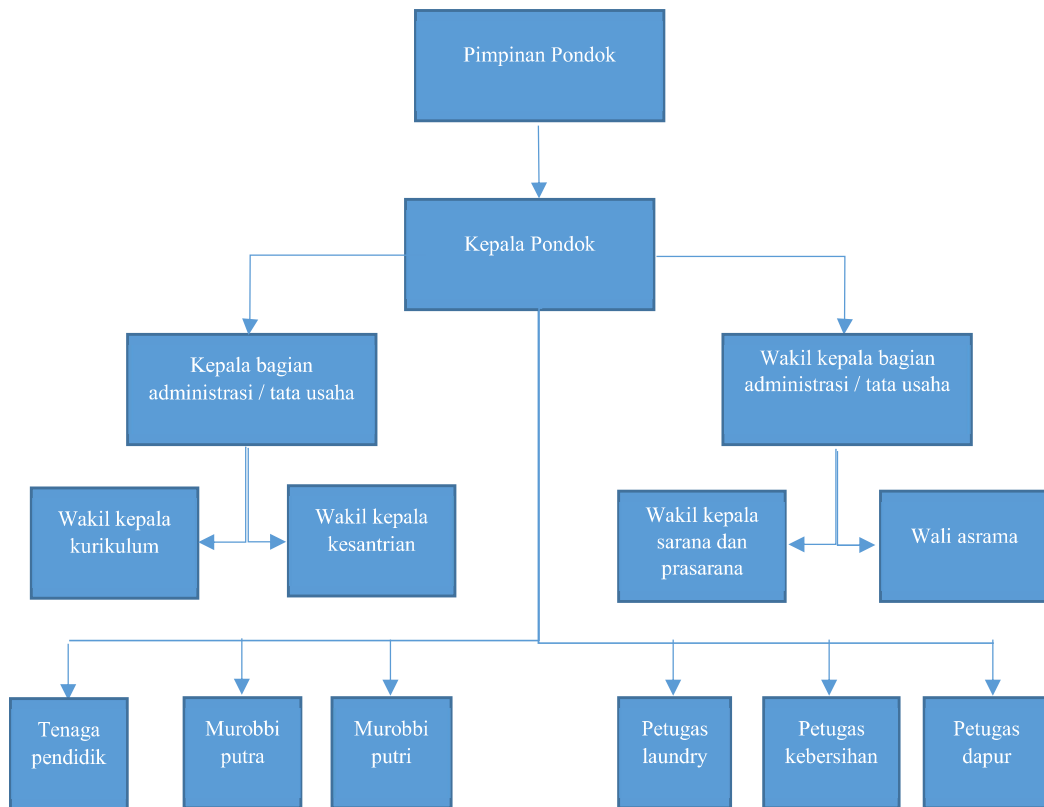 Pimpinan Pondok
Kepala Pondok
Kepala bagian
administrasi / tata usaha
Wakil kepala bagian
administrasi / tata usaha
Wakil kepala
kurikulum
Wakil kepala
kesantrian
Wakil kepala
sarana dan
prasarana
Wali asrama
Tenaga
pendidik
Murobbi
putra
Murobbi
putri
Petugas
laundry
Petugas
kebersihan
Petugas
dapur